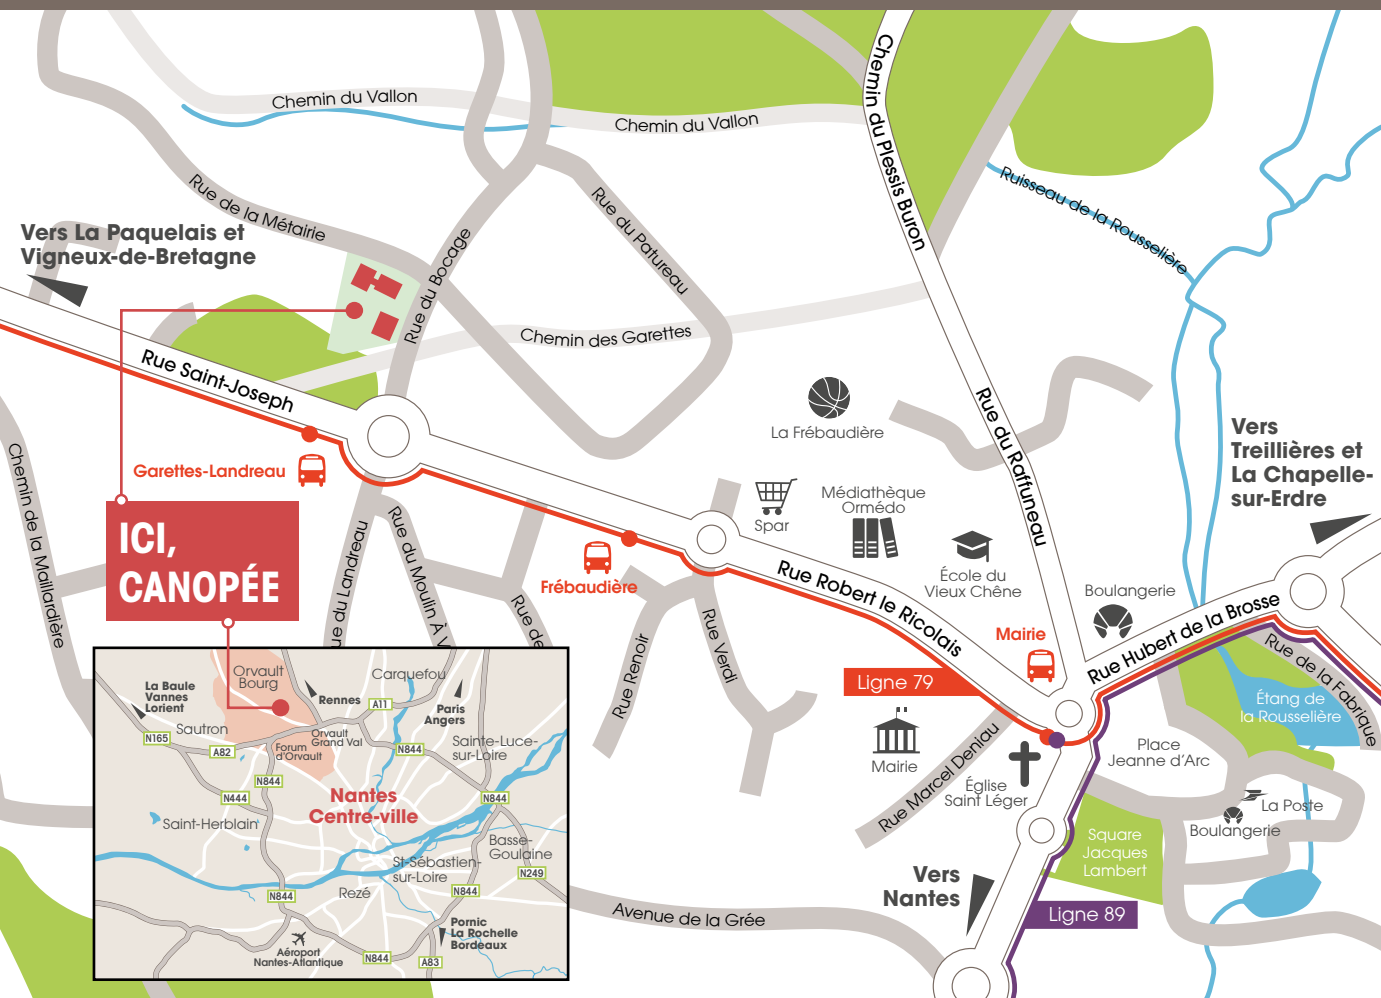 Chemin du Vallon
Chemin du Vallon
Chemin du Plessis Buron
Ruisseau de la Rousselière
Rue de la Métairie
Rue du Patureau
Vers La Paquelais et
Vigneux-de-Bretagne
Rue du Bocage
Chemin des Garettes
Rue Saint-Joseph
Rue du Raffuneau
La Frébaudière
Vers
Treillières et
La Chapelle-
sur-Erdre
Garettes-Landreau
Chemin de la Maillardière
ICI,
CANOPÉE
ue du Landreau
Rue du Moulin À V
Rue de
Frébaudière
Spar
Médiathèque
Ormédo
École du
Vieux Chêne
Boulangerie
Rue Robert le Ricolais
Mairie
Rue Hubert de la Brosse
Rue Renoir
Rue Verdi
Ligne 79
Rue de la Fabrique
Étang de
la Rousselière
Mairie
Rue Marcel Deniau
Église
Saint Léger
Place
Jeanne d'Arc
La Poste
Boulangerie
Square
Jacques
Lambert
Vers
Nantes
Ligne 89
Avenue de la Grée
Orvault
Bourg
Carquefou
La Baule
Vannes
Lorient
Rennes
A11
Paris
Angers
Sautron
N165
A82
Orvault
Grand Val
Forum
d'Orvault
N844
Sainte-Luce-
sur-Loire
N844
N444
Nantes
Centre-ville
N844
Saint-Herblain
Basse-
Goulaine
St-Sébastien-
sur-Loire
N249
Rezé
N844
N844
Pornic
La Rochelle
Bordeaux
Aéroport
Nantes-Atlantique
N844
A83